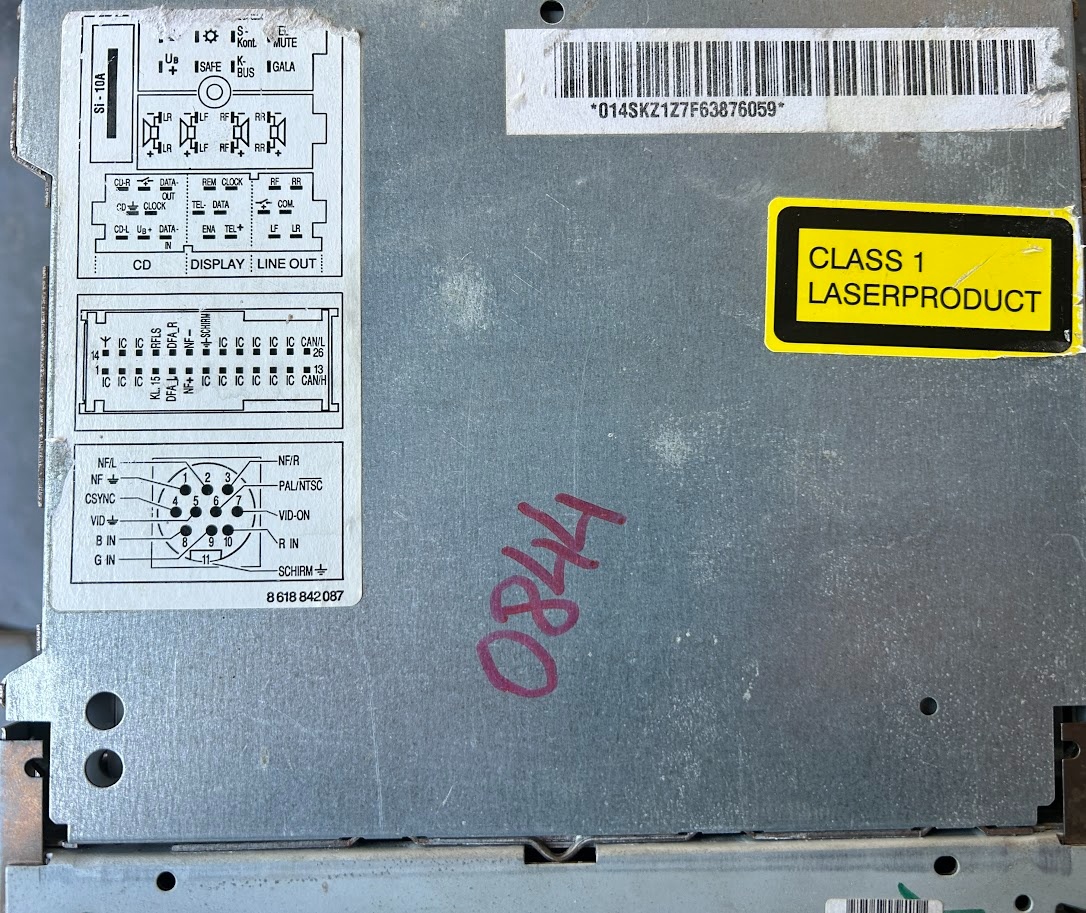 S-
Kont.
MUTE
UB
+
SAFE
K-
BUS
GALA
Si - 10A
LR LF RF RR
LR LF RF RR
+ + + +
CD-R DATA-
OUT
CD CLOCK
CD-L UB+ DATA-
IN
CD
REM CLOCK
TEL- DATA
ENA TEL+
DISPLAY
RF RR
COM.
LF LR
LINE OUT
IC IC RFLS DFA_R NF- SCHIRM IC IC IC IC IC CAN/L
14 26
1 13
IC IC IC KL.15 DFA_L NF+ IC IC IC IC IC IC CAN/H
NF/L
NF
CSYNC
VID
B IN
G IN
1 2 3
4 5 6 7
8 9 10
11
NF/R
PAL/NTSC
VID-ON
R IN
SCHIRM
8 618 842 087
*014SKZ1Z7F63876059*
CLASS 1
LASERPRODUCT
0844